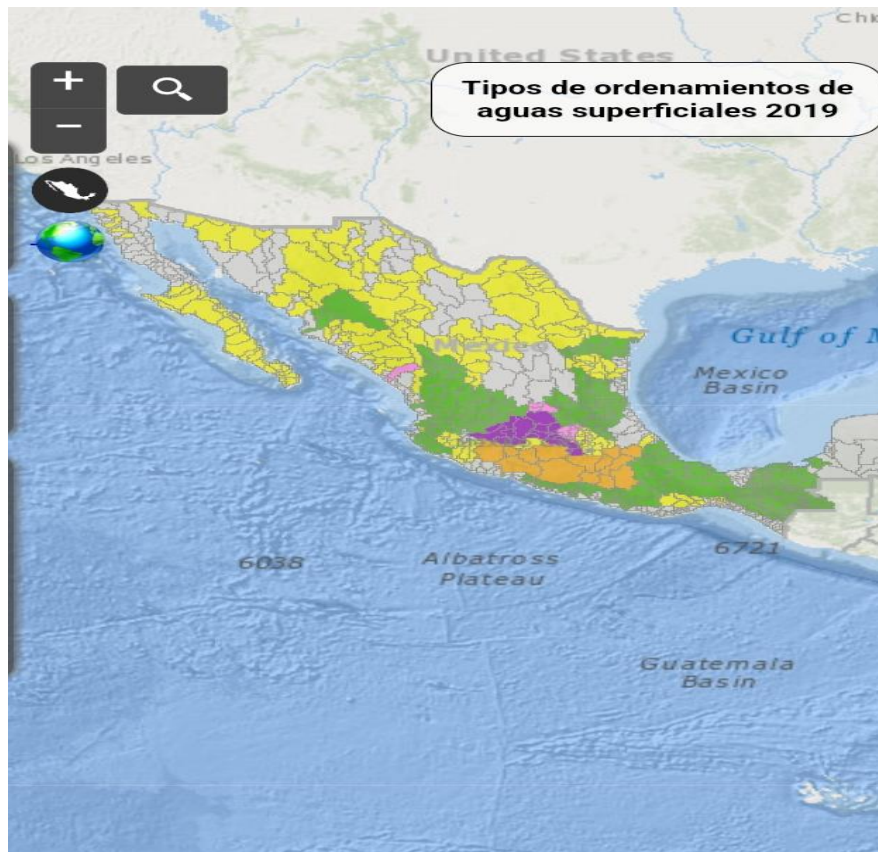 Chk
United States
+
Tipos de ordenamientos de
aguas superficiales 2019
−
Los Angeles
Gulf of M
Mexico
Mexico
Basin
6038
Albatross
Plateau
6721
Guatemala
Basin